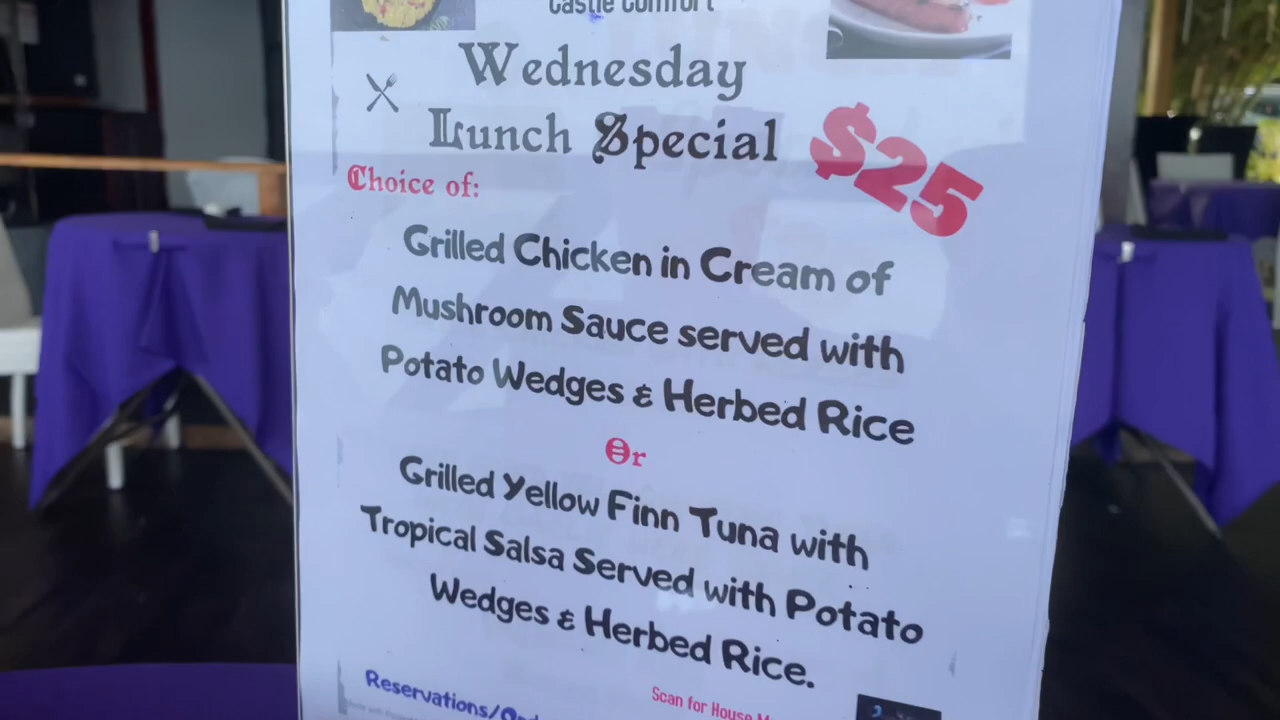 Castle Comfort
Wednesday
Lunch Special
$25
Choice of:
Grilled Chicken in Cream of
Mushroom Sauce served with
Potato Wedges & Herbed Rice
Or
Grilled Yellow Finn Tuna with
Tropical Salsa Served with Potato
Wedges & Herbed Rice.
Scan for House
Reservations/